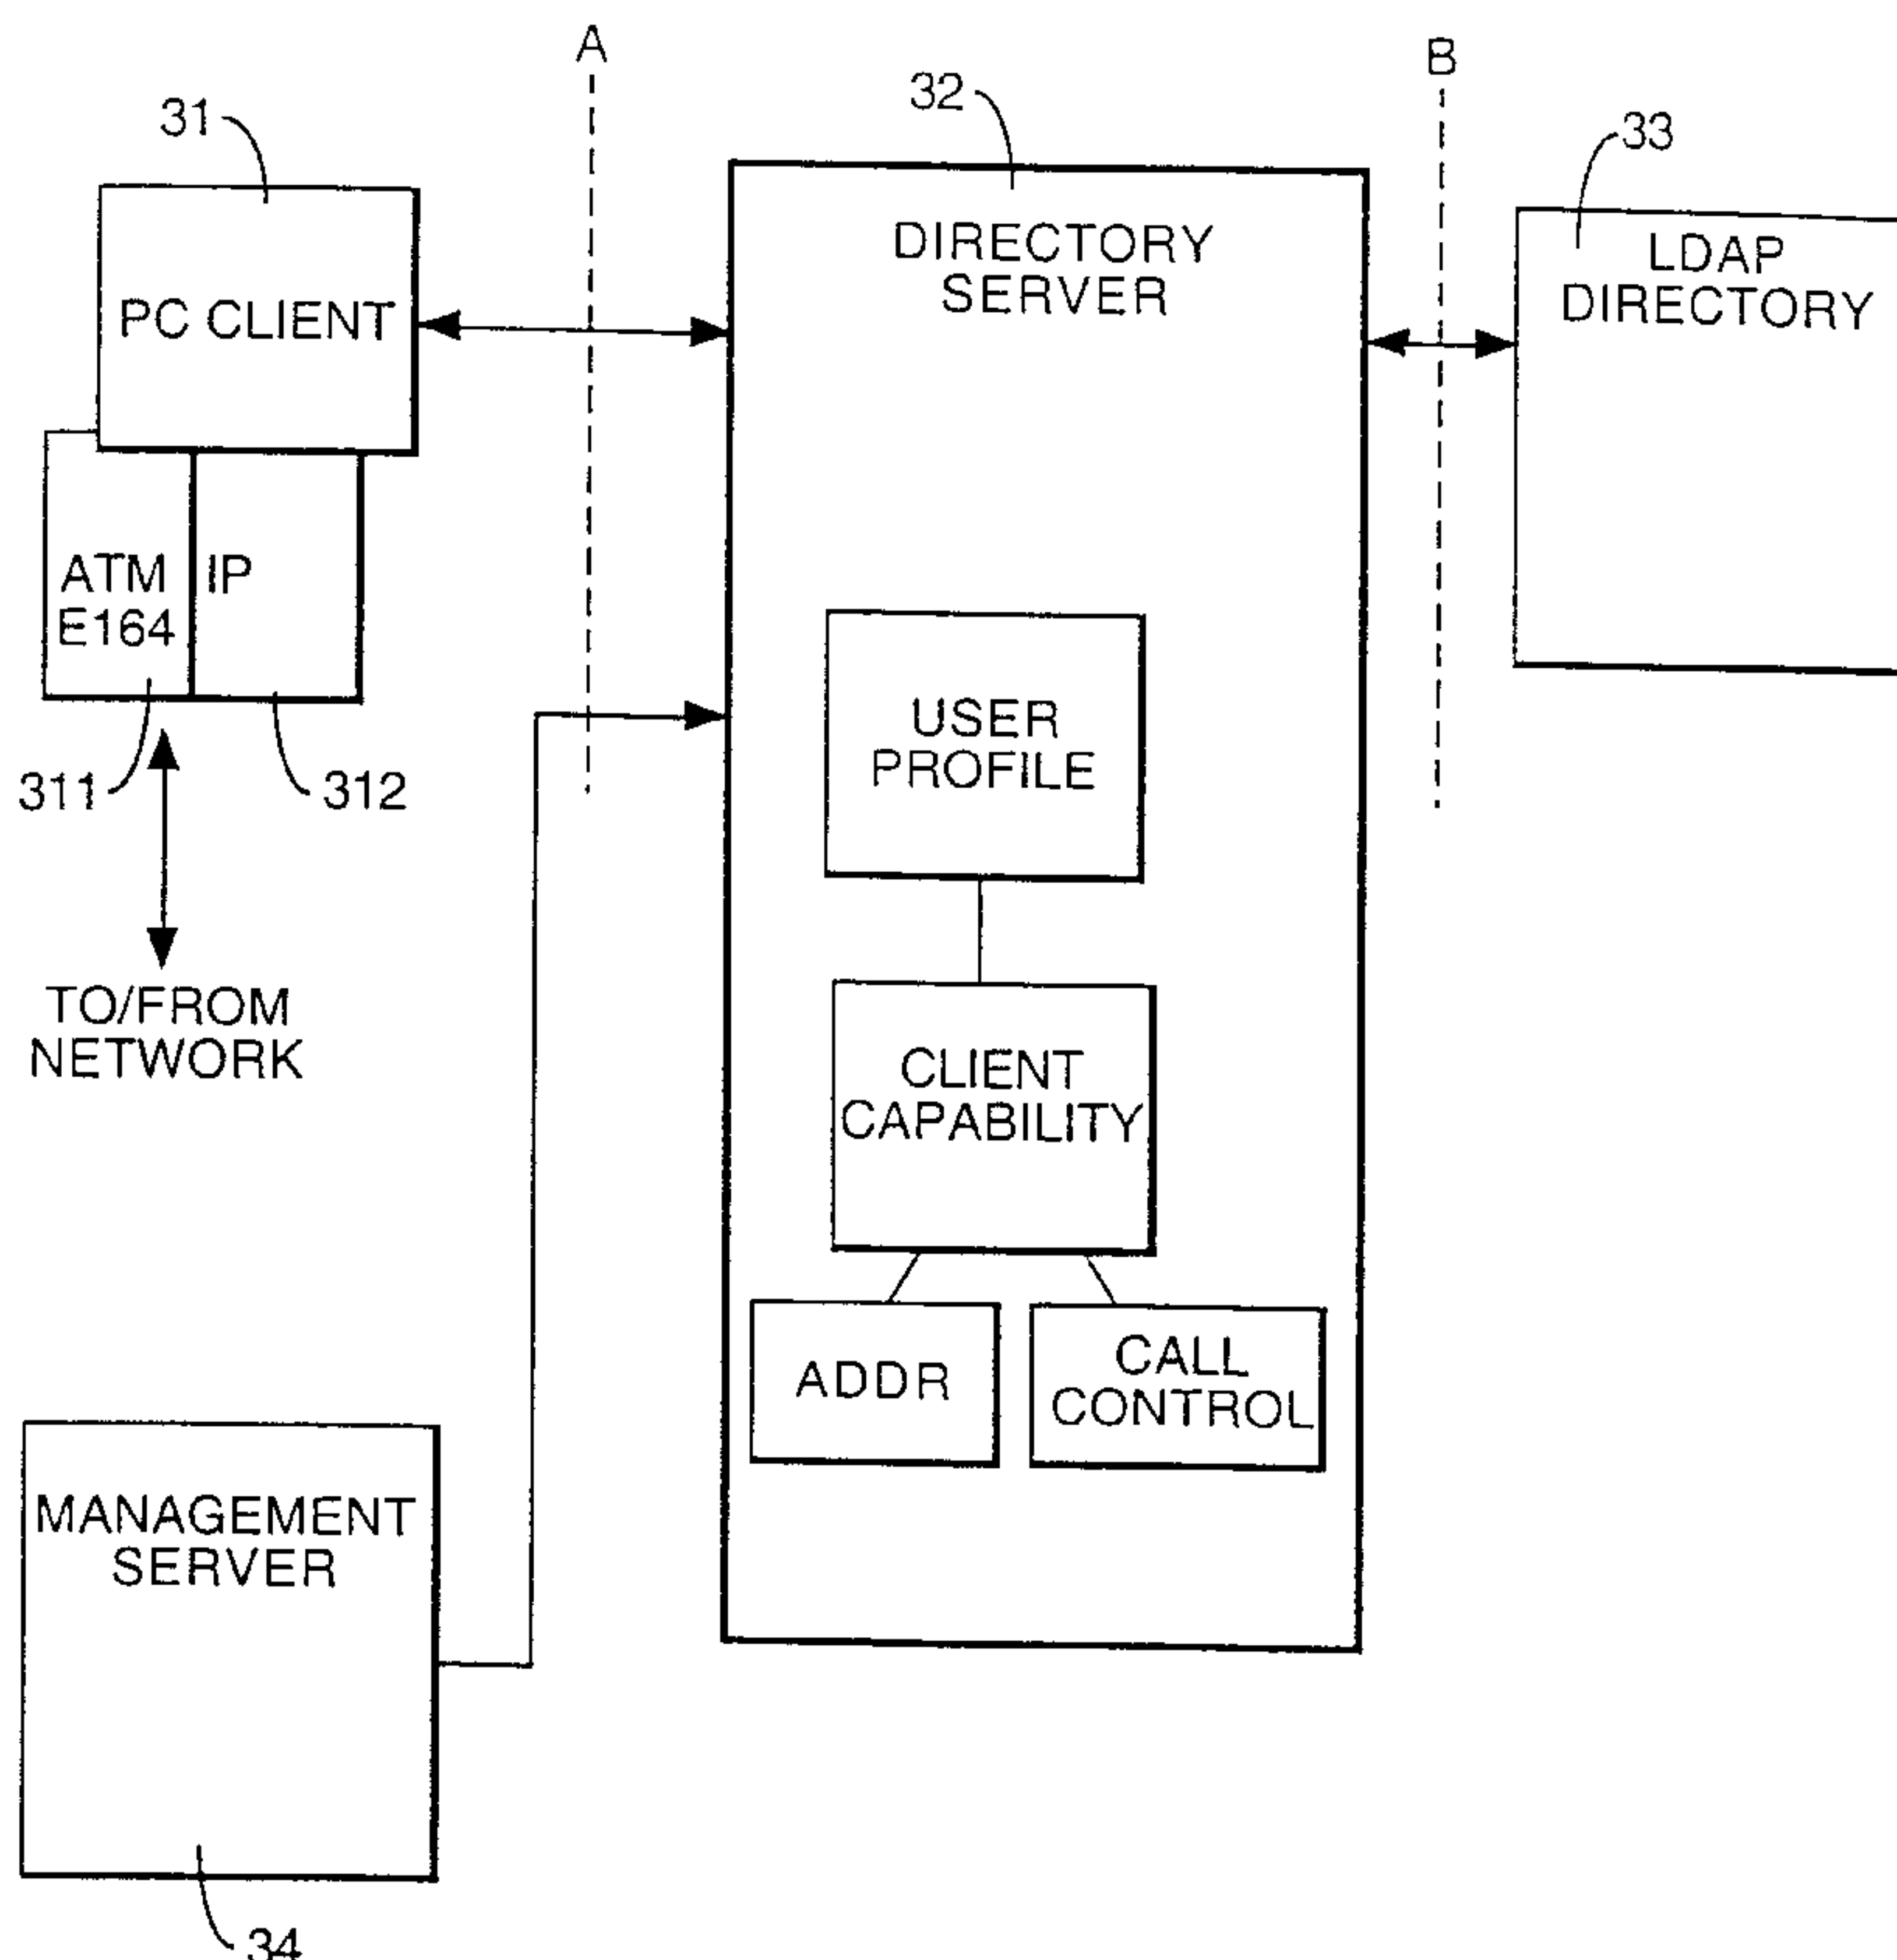 A
B
31
32
33
PC CLIENT
DIRECTORY
SERVER
LDAP
DIRECTORY
ATM
E164
IP
311
312
TO/FROM
NETWORK
USER
PROFILE
CLIENT
CAPABILITY
ADDR
CALL
CONTROL
MANAGEMENT
SERVER
34